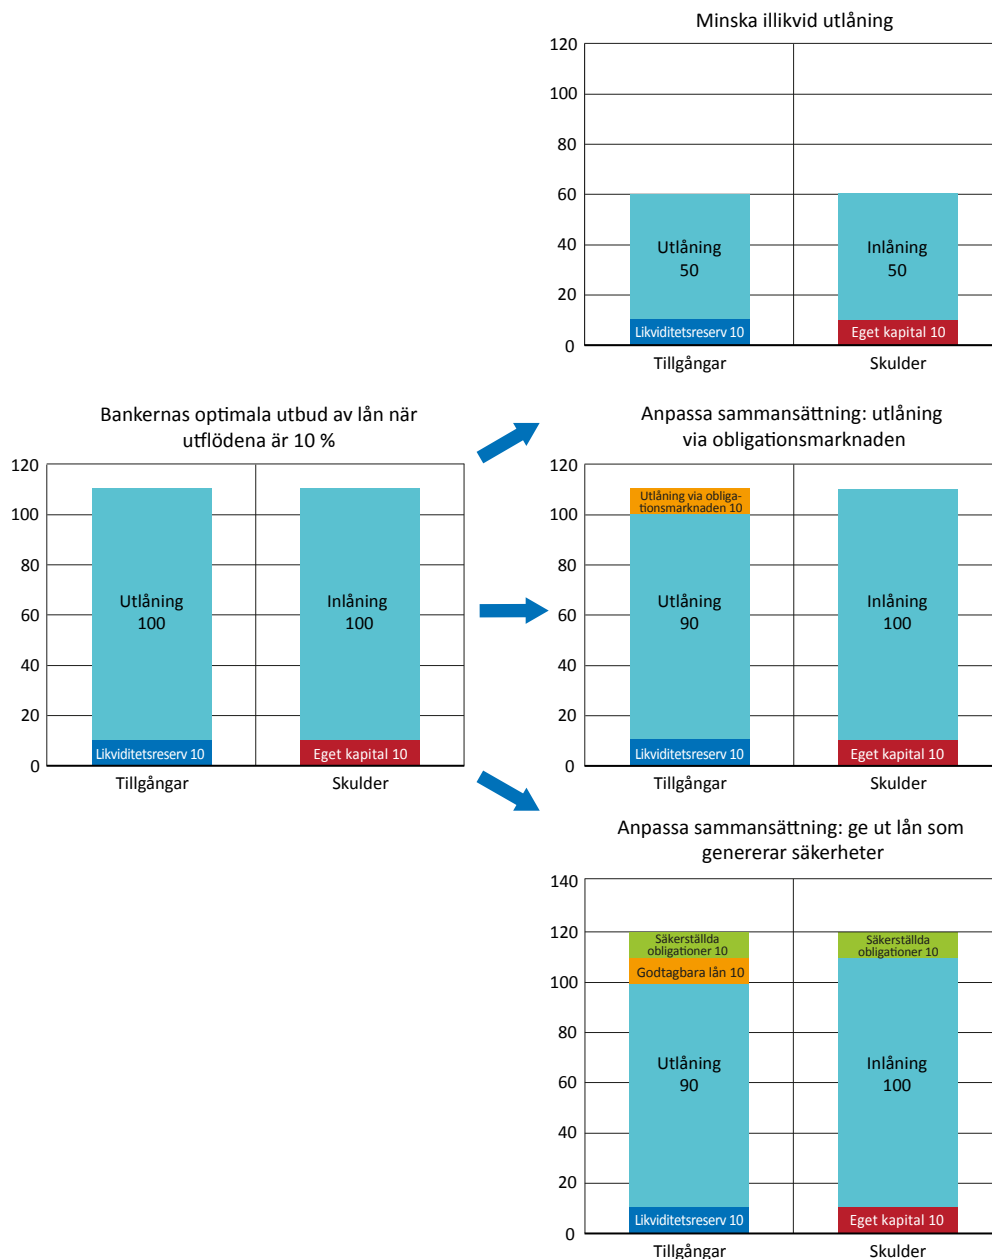 Minska illikvid utlåning
120
100
80
60
40
20
0
Utlåning
50
Likviditetsreserv 10
Inlåning
50
Eget kapital 10
Tillgångar
Skulder
Bankernas optimala utbud av lån när
utflödena är 10 %
120
100
80
60
40
20
0
Utlåning
100
Likviditetsreserv 10
Inlåning
100
Eget kapital 10
Tillgångar
Skulder
Anpassa sammansättning: utlåning
via obligationsmarknaden
120
100
80
60
40
20
0
Utlåning via obliga-
tionsmarknaden 10
Utlåning
90
Likviditetsreserv 10
Inlåning
100
Eget kapital 10
Tillgångar
Skulder
Anpassa sammansättning: ge ut lån som
genererar säkerheter
140
120
100
80
60
40
20
0
Säkerställda
obligationer 10
Godtagbara lån 10
Utlåning
90
Likviditetsreserv 10
Säkerställda
obligationer 10
Inlåning
100
Eget kapital 10
Tillgångar
Skulder